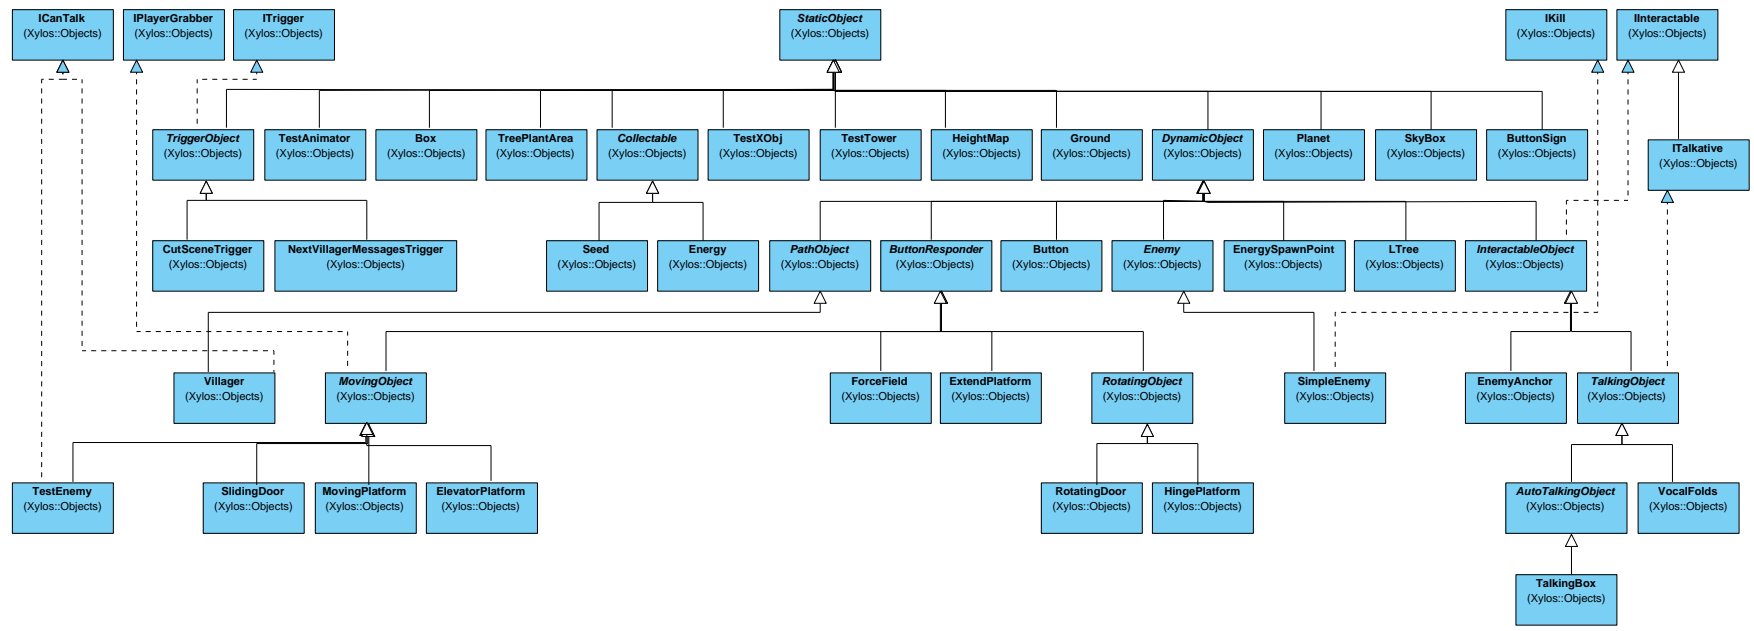 ICanTalk
(Xylos::Objects)
IPlayerGrabber
(Xylos::Objects)
ITrigger
(Xylos::Objects)
StaticObject
(Xylos::Objects)
IKill
(Xylos::Objects)
IInteractable
(Xylos::Objects)
TriggerObject
(Xylos::Objects)
TestAnimator
(Xylos::Objects)
Box
(Xylos::Objects)
TreePlantArea
(Xylos::Objects)
Collectable
(Xylos::Objects)
TestXObj
(Xylos::Objects)
TestTower
(Xylos::Objects)
HeightMap
(Xylos::Objects)
Ground
(Xylos::Objects)
DynamicObject
(Xylos::Objects)
Planet
(Xylos::Objects)
SkyBox
(Xylos::Objects)
ButtonSign
(Xylos::Objects)
ITalkative
(Xylos::Objects)
CutSceneTrigger
(Xylos::Objects)
NextVillagerMessagesTrigger
(Xylos::Objects)
Seed
(Xylos::Objects)
Energy
(Xylos::Objects)
PathObject
(Xylos::Objects)
ButtonResponder
(Xylos::Objects)
Button
(Xylos::Objects)
Enemy
(Xylos::Objects)
EnergySpawnPoint
(Xylos::Objects)
LTree
(Xylos::Objects)
InteractableObject
(Xylos::Objects)
Villager
(Xylos::Objects)
MovingObject
(Xylos::Objects)
ForceField
(Xylos::Objects)
ExtendPlatform
(Xylos::Objects)
RotatingObject
(Xylos::Objects)
SimpleEnemy
(Xylos::Objects)
EnemyAnchor
(Xylos::Objects)
TalkingObject
(Xylos::Objects)
TestEnemy
(Xylos::Objects)
SlidingDoor
(Xylos::Objects)
MovingPlatform
(Xylos::Objects)
ElevatorPlatform
(Xylos::Objects)
RotatingDoor
(Xylos::Objects)
HingePlatform
(Xylos::Objects)
AutoTalkingObject
(Xylos::Objects)
VocalFolds
(Xylos::Objects)
TalkingBox
(Xylos::Objects)